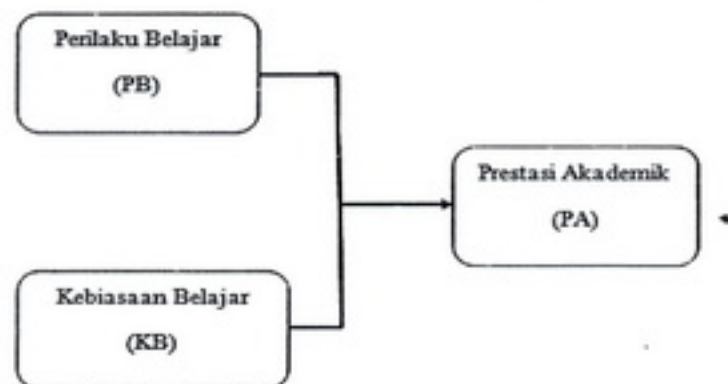 Perilaku Belajar
(PB)
Prestasi Akademik
(PA)
Kebiasaan Belajar
(KB)